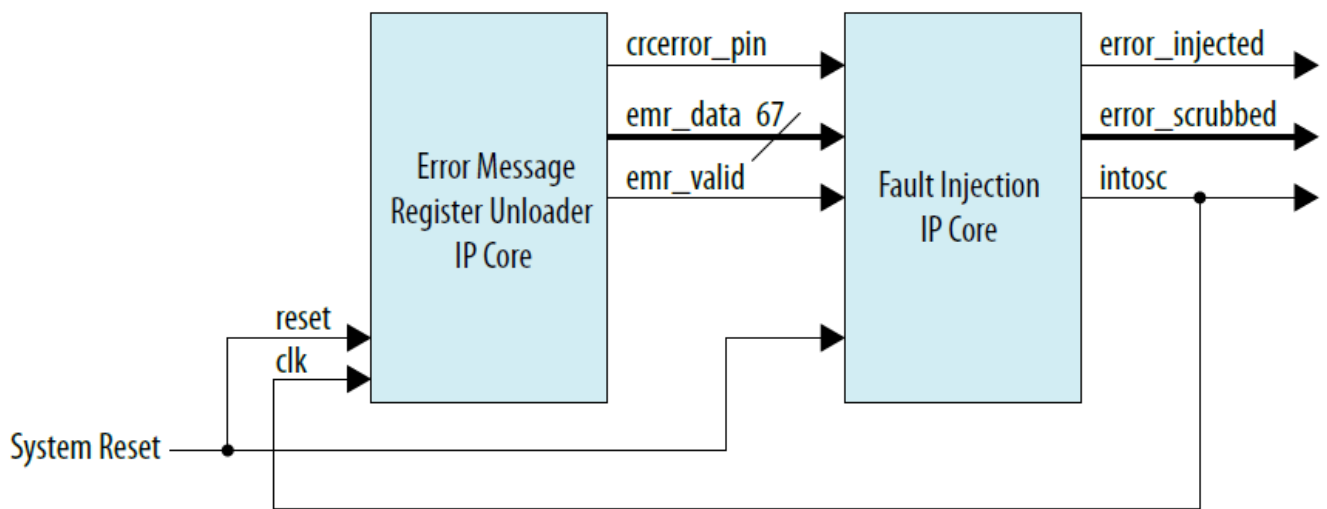 crcerror_pin
error_injected
emr_data 67
error_scrubbed
Error Message
Register Unloader
IP Core
emr_valid
Fault Injection
IP Core
intosc
reset
clk
System Reset